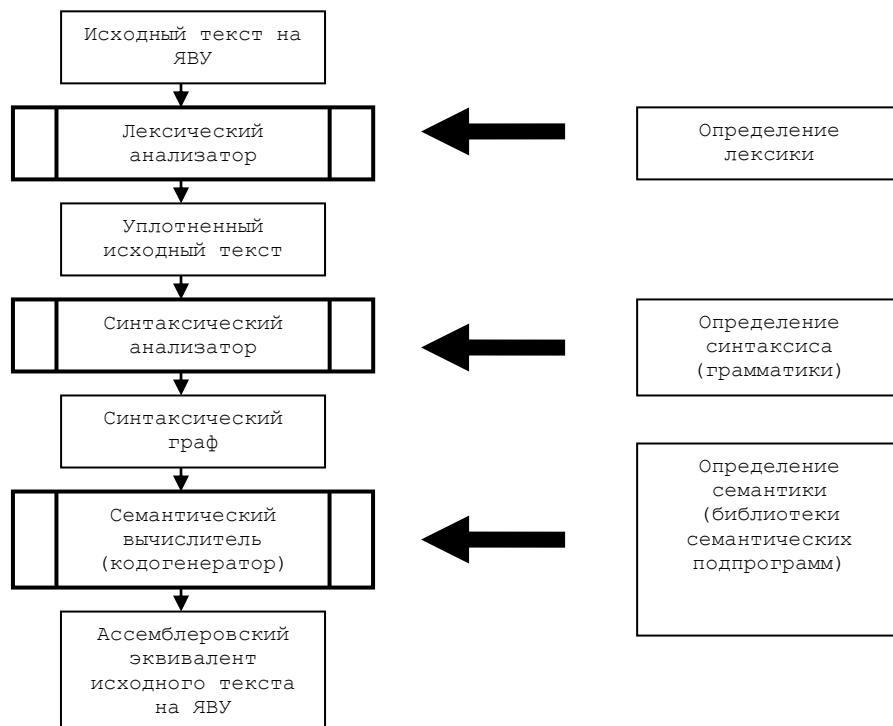 Исходный текст на
ЯВУ
Лексический
анализатор
Определение
лексики
Уплотненный
исходный текст
Синтаксический
анализатор
Определение
синтаксиса
(грамматики)
Синтаксический
граф
Семантический
вычислитель
(кодогенератор)
Определение
семантики
(библиотеки
семантических
подпрограмм)
Ассемблеровский
эквивалент
исходного текста
на ЯВУ